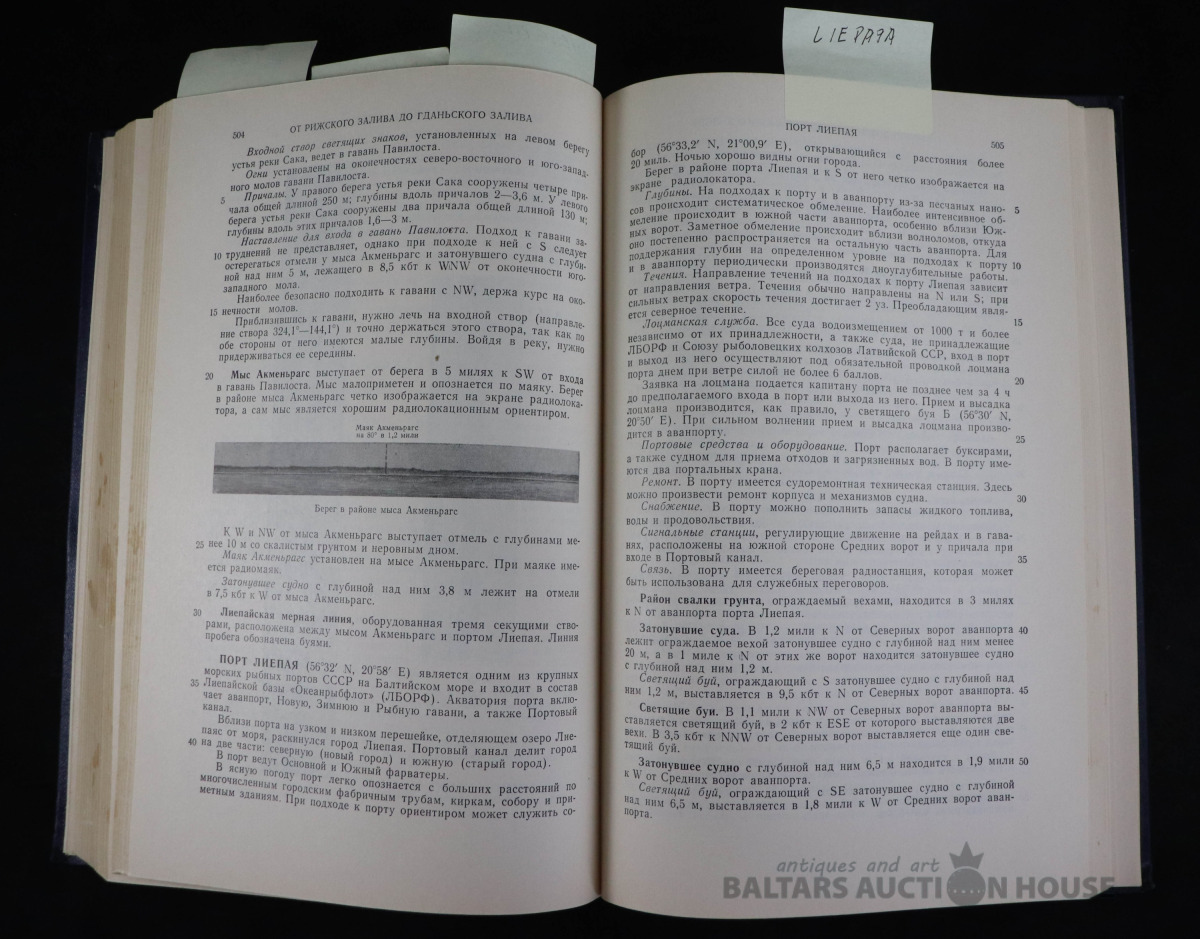 LIEPAJA
504
ОТ РИЖСКОГО ЗАЛИВА ДО ГДАНЬСКОГО ЗАЛИВА
Входной створ светящих знаков, установленных на левом берегу
устья реки Сака, ведет в гавань Павилоста.
Огни установлены на оконечностях северо-восточного и юго-запад-
ного молов гавани Павилоста.
5 Причалы. У правого берега устья реки Сака сооружены четыре при-
чала общей длиной 250 м; глубины вдоль причалов 2—3,6 м. У левого
берега устья реки Сака сооружены два причала общей длиной 130 м;
глубины вдоль этих причалов 1,6—3 м.
Наставление для входа в гавань Павилоста. Подход к гавани за-
10 труднений не представляет, однако при подходе к ней с S следует
остерегаться отмели у мыса Акменьрагс и затонувшего судна с глуби-
ной над ним 5 м, лежащего в 8,5 кбт к WNW от оконечности юго-
западного мола.
Наиболее безопасно подходить к гавани с NW, держа курс на око-
15 нечности молов.
Приблизившись к гавани, нужно лечь на входной створ (направле-
ние створа 324,1°—144,1°) и точно держаться этого створа, так как по
обе стороны от него имеются малые глубины. Войдя в реку, нужно
придерживаться ее середины.
20 Мыс Акменьрагс выступает от берега в 5 милях к SW от входа
в гавань Павилоста. Мыс малоприметен и опознается по маяку. Берег
в районе мыса Акменьрагс четко изображается на экране радиолока-
тора, а сам мыс является хорошим радиолокационным ориентиром.
Маяк Акменьрагс
на 80° в 1,2 мили
Берег в районе мыса Акменьрагс
К W и NW от мыса Акменьрагс выступает отмель с глубинами ме-
25 нее 10 м со скалистым грунтом и неровным дном.
Маяк Акменьрагс установлен на мысе Акменьрагс. При маяке име-
ется радиомаяк.
Затонувшее судно с глубиной над ним 3,8 м лежит на отмели
в 7,5 кбт к W от мыса Акменьрагс.
30 Лиепайская мерная линия, оборудованная тремя секущими ство-
рами, расположена между мысом Акменьрагс и портом Лиепая. Линия
пробега обозначена буями.
ПОРТ ЛИЕПАЯ (56°32′ N, 20°58′ E) является одним из крупных
морских рыбных портов СССР на Балтийском море и входит в состав
35 Лиепайской базы «Океанрыбфлот» (ЛБОРФ). Акватория порта вклю-
чает аванпорт, Новую, Зимнюю и Рыбную гавани, а также Портовый
канал.
Вблизи порта на узком и низком перешейке, отделяющем озеро Лие-
паяс от моря, раскинулся город Лиепая. Портовый канал делит город
40 на две части: северную (новый город) и южную (старый город).
В порт ведут Основной и Южный фарватеры.
В ясную погоду порт легко опознается с больших расстояний по
многочисленным городским фабричным трубам, киркам, собору и при-
метным зданиям. При подходе к порту ориентиром может служить со-
ПОРТ ЛИЕПАЯ
505
бор (56°33,2′ N, 21°00,9′ E), открывающийся с расстояния более
20 миль. Ночью хорошо видны огни города.
Берег в районе порта Лиепая и к S от него четко изображается на
экране радиолокатора.
Глубины. На подходах к порту и в аванпорту из-за песчаных нано- 5
сов происходит систематическое обмеление. Наиболее интенсивное об-
меление происходит в южной части аванпорта, особенно вблизи Юж-
ных ворот. Заметное обмеление происходит вблизи волноломов, откуда
оно постепенно распространяется на остальную часть аванпорта. Для
поддержания глубин на определенном уровне на подходах к порту 10
и в аванпорту периодически производятся дноуглубительные работы.
Течения. Направление течений на подходах к порту Лиепая зависит
от направления ветра. Течения обычно направлены на N или S; при
сильных ветрах скорость течения достигает 2 уз. Преобладающим явля-
ется северное течение. 15
Лоцманская служба. Все суда водоизмещением от 1000 т и более
независимо от их принадлежности, а также суда, не принадлежащие
ЛБОРФ и Союзу рыболовецких колхозов Латвийской ССР, вход в порт
и выход из него осуществляют под обязательной проводкой лоцмана
порта днем при ветре силой не более 6 баллов. 20
Заявка на лоцмана подается капитану порта не позднее чем за 4 ч
до предполагаемого входа в порт или выхода из него. Прием и высадка
лоцмана производится, как правило, у светящего буя Б (56°30′ N,
20°50′ E). При сильном волнении прием и высадка лоцмана произво-
дится в аванпорту. 25
Портовые средства и оборудование. Порт располагает буксирами,
а также судном для приема отходов и загрязненных вод. В порту име-
ются два портальных крана.
Ремонт. В порту имеется судоремонтная техническая станция. Здесь
можно произвести ремонт корпуса и механизмов судна. 30
Снабжение. В порту можно пополнить запасы жидкого топлива,
воды и продовольствия.
Сигнальные станции, регулирующие движение на рейдах и в гава-
нях, расположены на южной стороне Средних ворот и у причала при
входе в Портовый канал. 35
Связь. В порту имеется береговая радиостанция, которая может
быть использована для служебных переговоров.
Район свалки грунта, ограждаемый вехами, находится в 3 милях
к N от аванпорта порта Лиепая.
Затонувшие суда. В 1,2 мили к N от Северных ворот аванпорта 40
лежит ограждаемое вехой затонувшее судно с глубиной над ним менее
20 м, а в 1 миле к N от этих же ворот находится затонувшее судно
с глубиной над ним 1,2 м.
Светящий буй, ограждающий с S затонувшее судно с глубиной над
ним 1,2 м, выставляется в 9,5 кбт к N от Северных ворот аванпорта. 45
Светящие буи. В 1,1 мили к NW от Северных ворот аванпорта вы-
ставляется светящий буй, в 2 кбт к ESE от которого выставляются две
вехи. В 3,5 кбт к NNW от Северных ворот выставляется еще один све-
тящий буй.
Затонувшее судно с глубиной над ним 6,5 м находится в 1,9 мили 50
к W от Средних ворот аванпорта.
Светящий буй, ограждающий с SE затонувшее судно с глубиной
над ним 6,5 м, выставляется в 1,8 мили к W от Средних ворот аван-
порта.
antiques and art
BALTARS AUCTION HOUSE